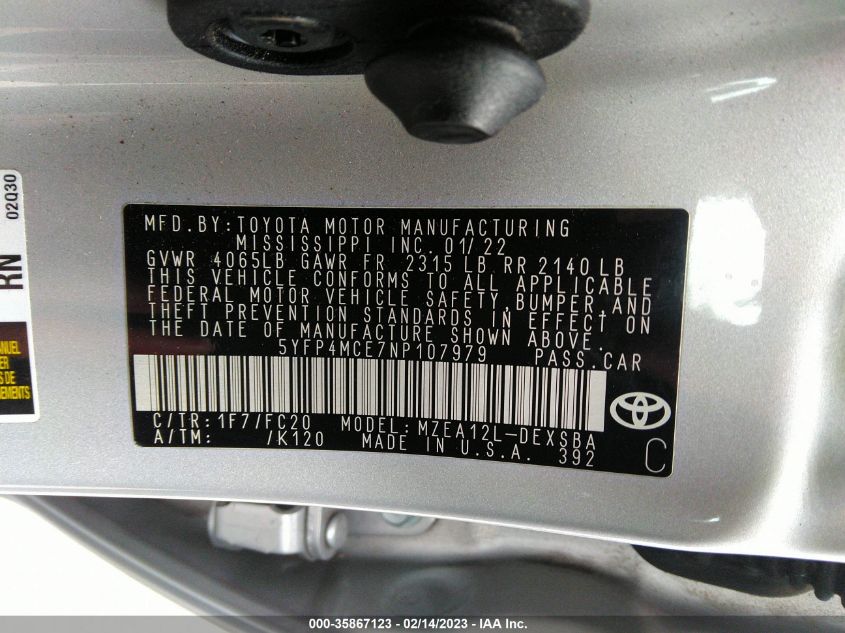 MFD.BY:TOYOTA MOTOR MANUFACTURING
MISSISSIPPI INC. 01/22
GVWR 4065LB GAWR FR 2315 LB RR 2140 LB
THIS VEHICLE CONFORMS TO ALL APPLICABLE
FEDERAL MOTOR VEHICLE SAFETY, BUMPER, AND
THEFT PREVENTION STANDARDS IN EFFECT ON
THE DATE OF MANUFACTURE SHOWN ABOVE.
5YFP4MCE7NP107979 PASS.CAR
C/TR: 1F7/FC20 MODEL: MZEA12L-DEXSBA
A/TM: /K120 MADE IN U.S.A. 392
C
RN 02Q30
000-35867123 - 02/14/2023 - IAA, Inc.